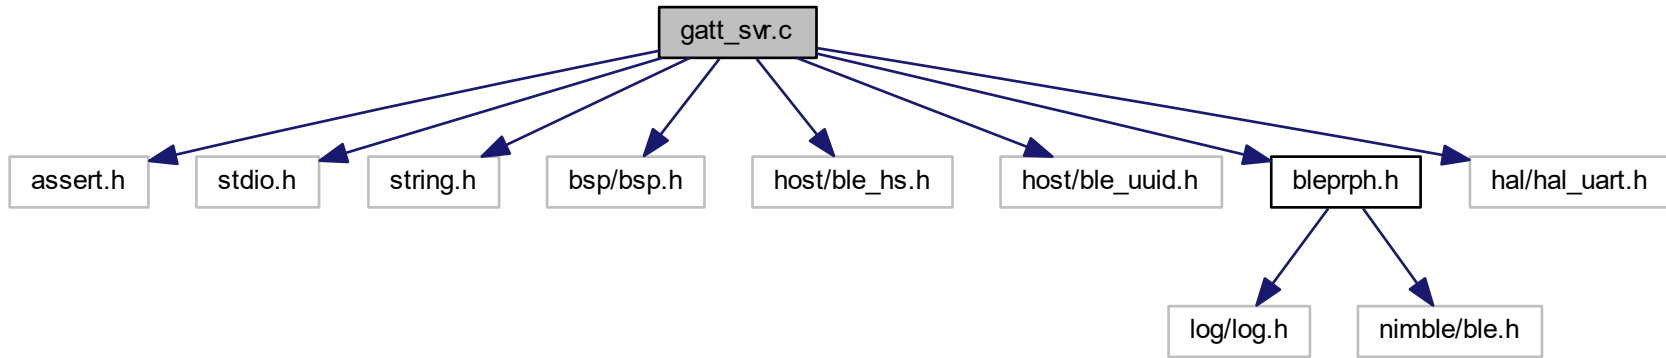 gatt_svr.c
assert.h
stdio.h
string.h
bsp/bsp.h
host/ble_hs.h
host/ble_uuid.h
bleprph.h
hal/hal_uart.h
log/log.h
nimble/ble.h